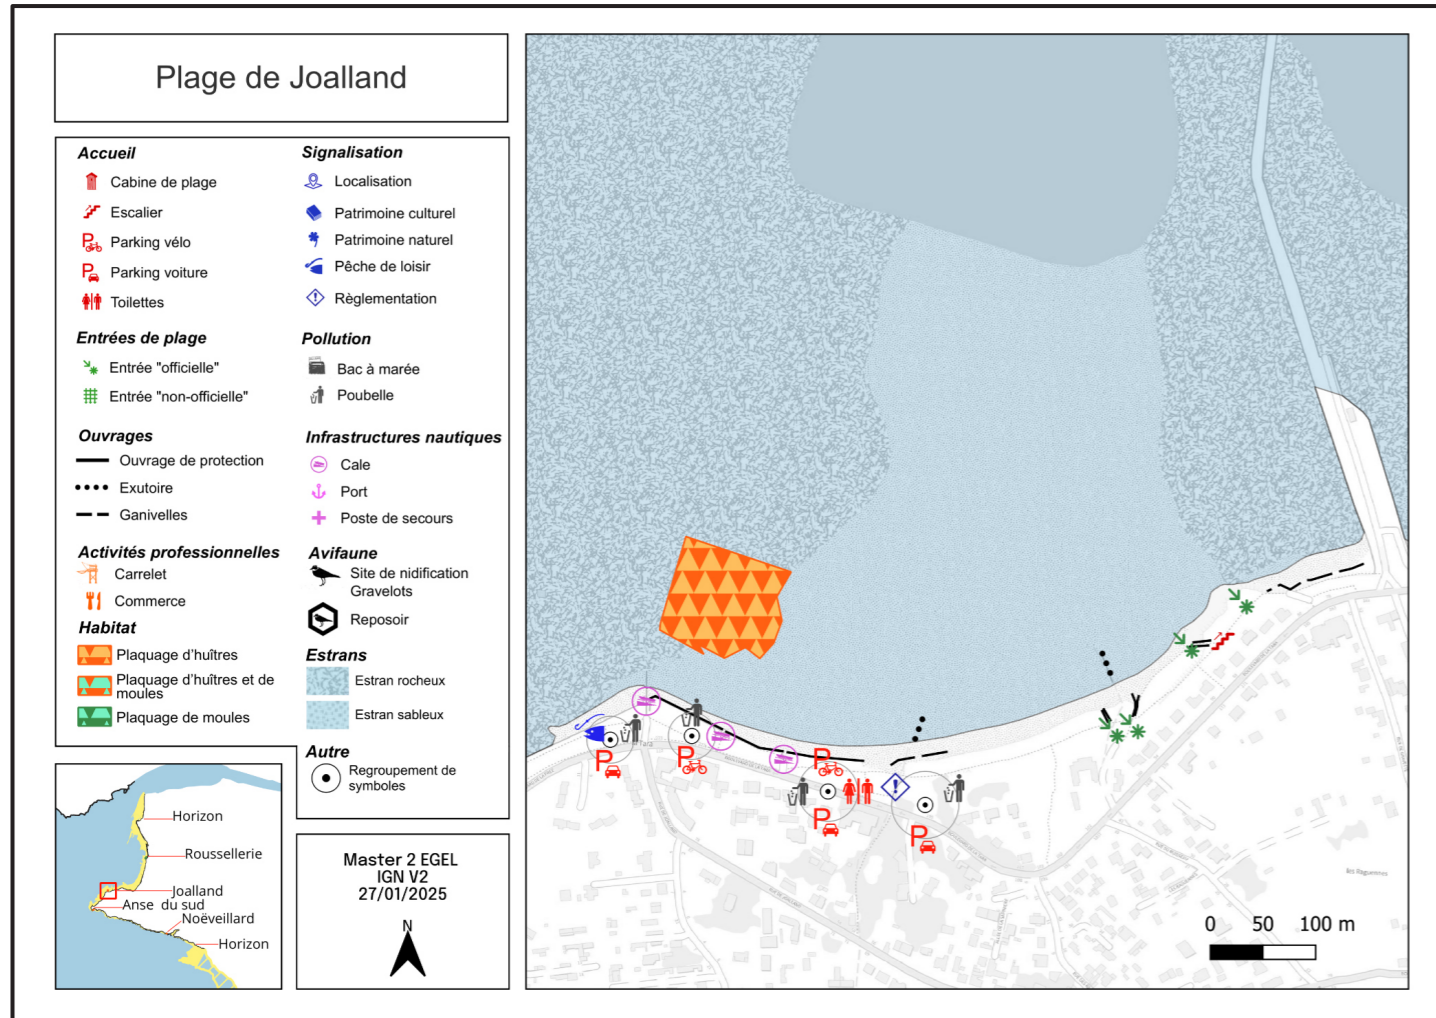 Plage de Joalland
Accueil
Cabine de plage
Escalier
Parking vélo
Parking voiture
Toilettes
Entrées de plage
Entrée "officielle"
Entrée "non-officielle"
Ouvrages
Ouvrage de protection
Exutoire
Ganivelles
Activités professionnelles
Carrelet
Commerce
Habitat
Plaquage d'huîtres
Plaquage d'huîtres et de
moules
Plaquage de moules
Signalisation
Localisation
Patrimoine culturel
Patrimoine naturel
Pêche de loisir
Règlementation
Pollution
Bac à marée
Poubelle
Infrastructures nautiques
Cale
Port
Poste de secours
Avifaune
Site de nidification
Gravelots
Reposoir
Estrans
Estran rocheux
Estran sableux
Autre
Regroupement de
symboles
Horizon
Roussellerie
Joalland
Anse du sud
Noëveillard
Horizon
Master 2 EGEL
IGN V2
27/01/2025
N
P
P
P
P
P
Tara
les Raguennes
0 50 100 m